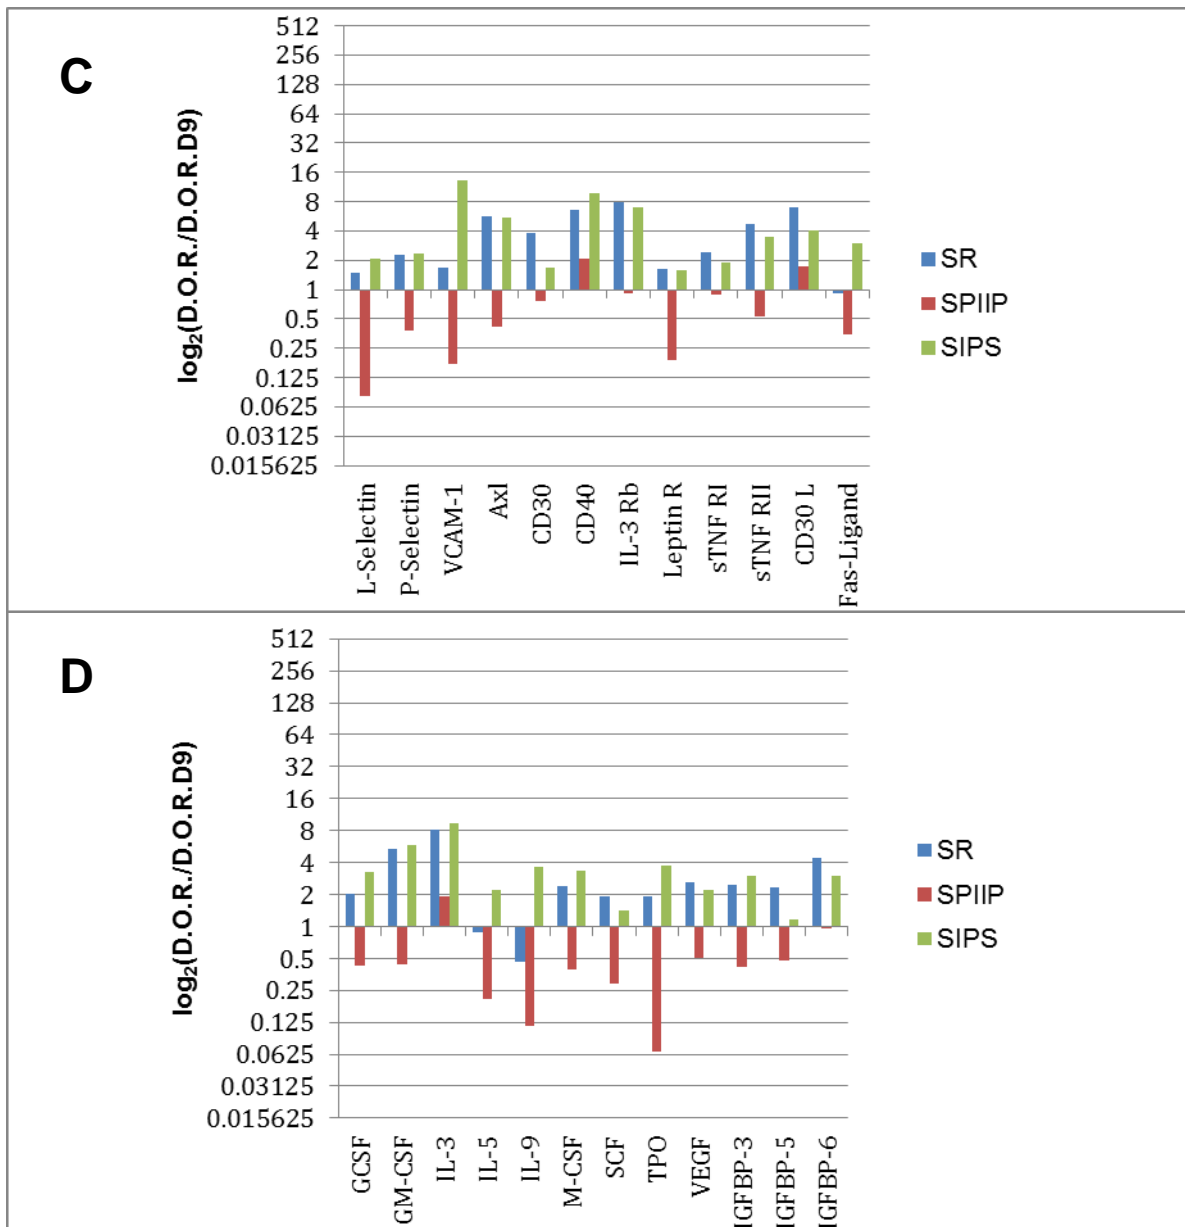 C
log₂(D.O.R./D.O.R.D9)
512
256
128
64
32
16
8
4
2
1
0.5
0.25
0.125
0.0625
0.03125
0.015625
L-Selectin
P-Selectin
VCAM-1
Axl
CD30
CD40
IL-3 Rb
Leptin R
sTNF RI
sTNF RII
CD30 L
Fas-Ligand
SR
SPIIP
SIPS
D
log₂(D.O.R./D.O.R.D9)
512
256
128
64
32
16
8
4
2
1
0.5
0.25
0.125
0.0625
0.03125
0.015625
GCSF
GM-CSF
IL-3
IL-5
IL-9
M-CSF
SCF
TPO
VEGF
IGFBP-3
IGFBP-5
IGFBP-6
SR
SPIIP
SIPS